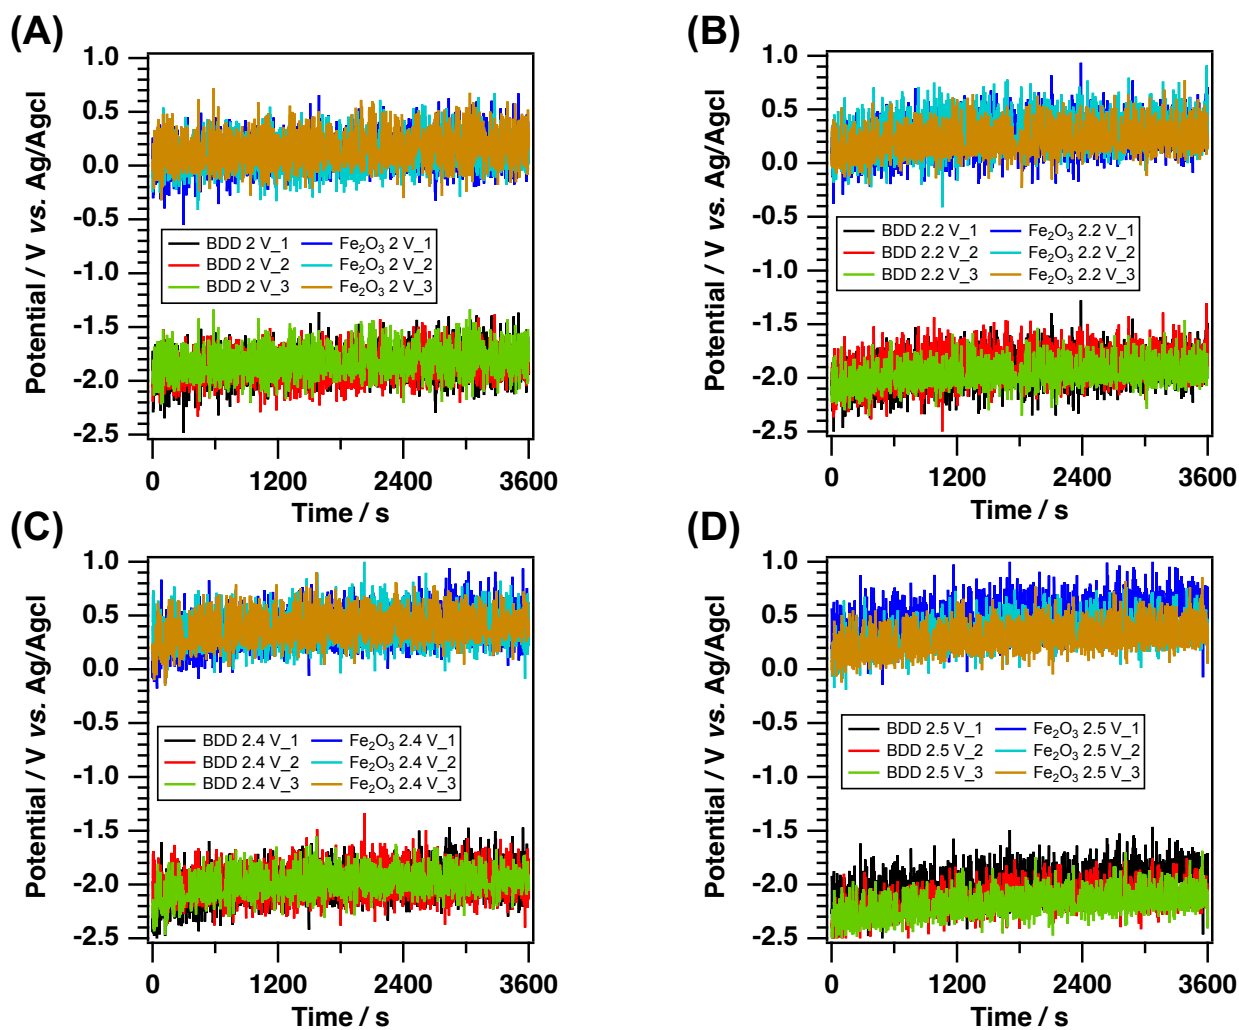 (A)
Potential / V vs. Ag/Agcl
1.0
0.5
0.0
-0.5
-1.0
-1.5
-2.0
-2.5
BDD 2 V_1 Fe₂O₃ 2 V_1
BDD 2 V_2 Fe₂O₃ 2 V_2
BDD 2 V_3 Fe₂O₃ 2 V_3
0 1200 2400 3600
Time / s
(B)
Potential / V vs. Ag/Agcl
1.0
0.5
0.0
-0.5
-1.0
-1.5
-2.0
-2.5
BDD 2.2 V_1 Fe₂O₃ 2.2 V_1
BDD 2.2 V_2 Fe₂O₃ 2.2 V_2
BDD 2.2 V_3 Fe₂O₃ 2.2 V_3
0 1200 2400 3600
Time / s
(C)
Potential / V vs. Ag/Agcl
1.0
0.5
0.0
-0.5
-1.0
-1.5
-2.0
-2.5
BDD 2.4 V_1 Fe₂O₃ 2.4 V_1
BDD 2.4 V_2 Fe₂O₃ 2.4 V_2
BDD 2.4 V_3 Fe₂O₃ 2.4 V_3
0 1200 2400 3600
Time / s
(D)
Potential / V vs. Ag/Agcl
1.0
0.5
0.0
-0.5
-1.0
-1.5
-2.0
-2.5
BDD 2.5 V_1 Fe₂O₃ 2.5 V_1
BDD 2.5 V_2 Fe₂O₃ 2.5 V_2
BDD 2.5 V_3 Fe₂O₃ 2.5 V_3
0 1200 2400 3600
Time / s